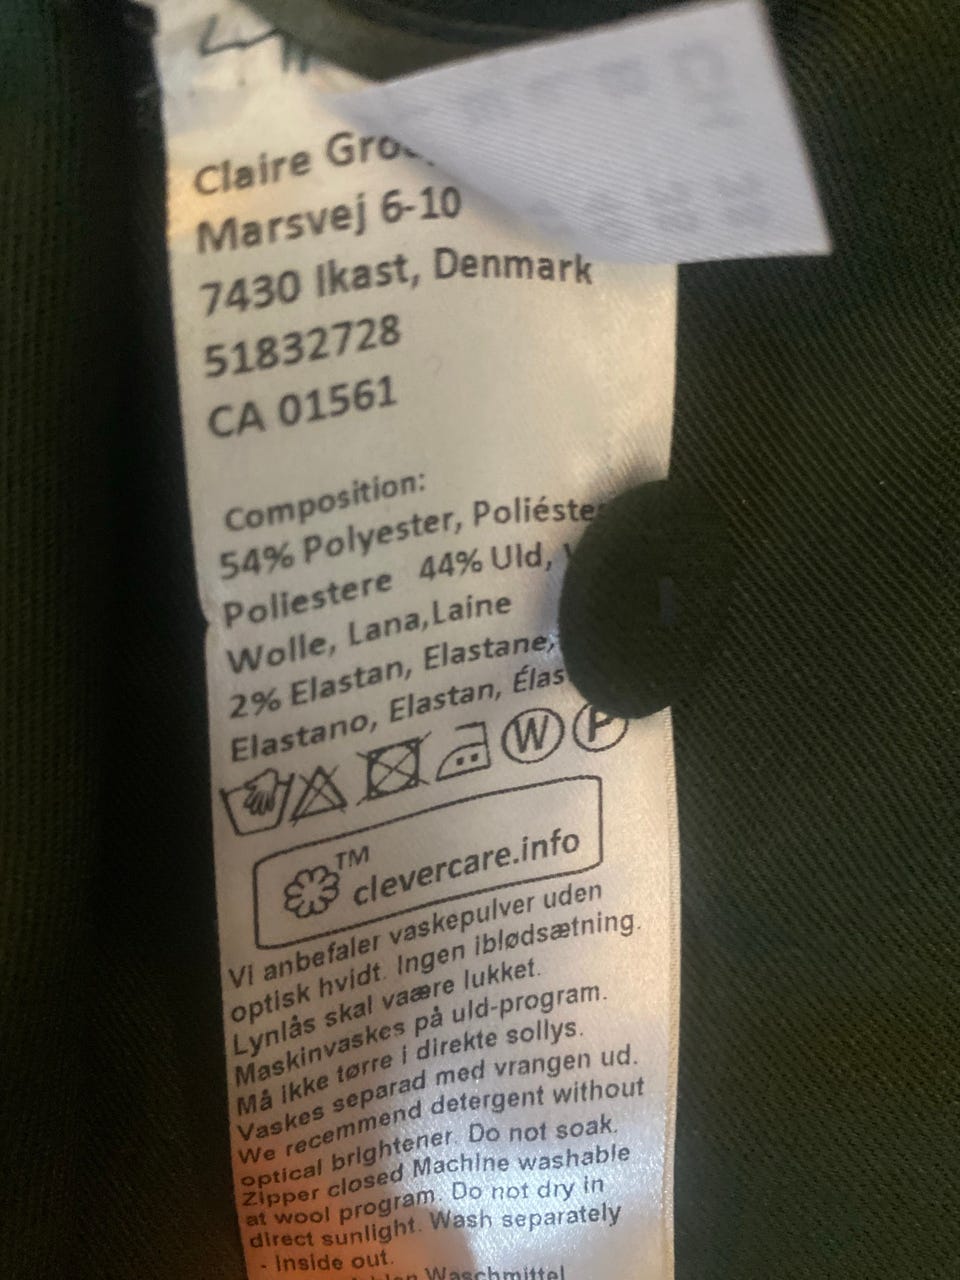 Claire
Marsvej 6-10
7430 Ikast, Denmark
51832728
CA 01561
Composition:
54% Polyester, Poliéste
Poliestere 44% Uld,
Wolle, Lana,Laine
2% Elastan, Elastane,
Elastano, Elastan, Élas
W P
TM
clevercare.info
Vi anbefaler vaskepulver uden
optisk hvidt. Ingen iblødsætning.
Lynlås skal vaære lukket.
Maskinvaskes på uld-program.
Må ikke tørre i direkte sollys.
Vaskes separad med vrangen ud.
We recemmend detergent without
optical brightener. Do not soak.
Zipper closed Machine washable
at wool program. Do not dry in
direct sunlight. Wash separately
- Inside out.
Waschmittel